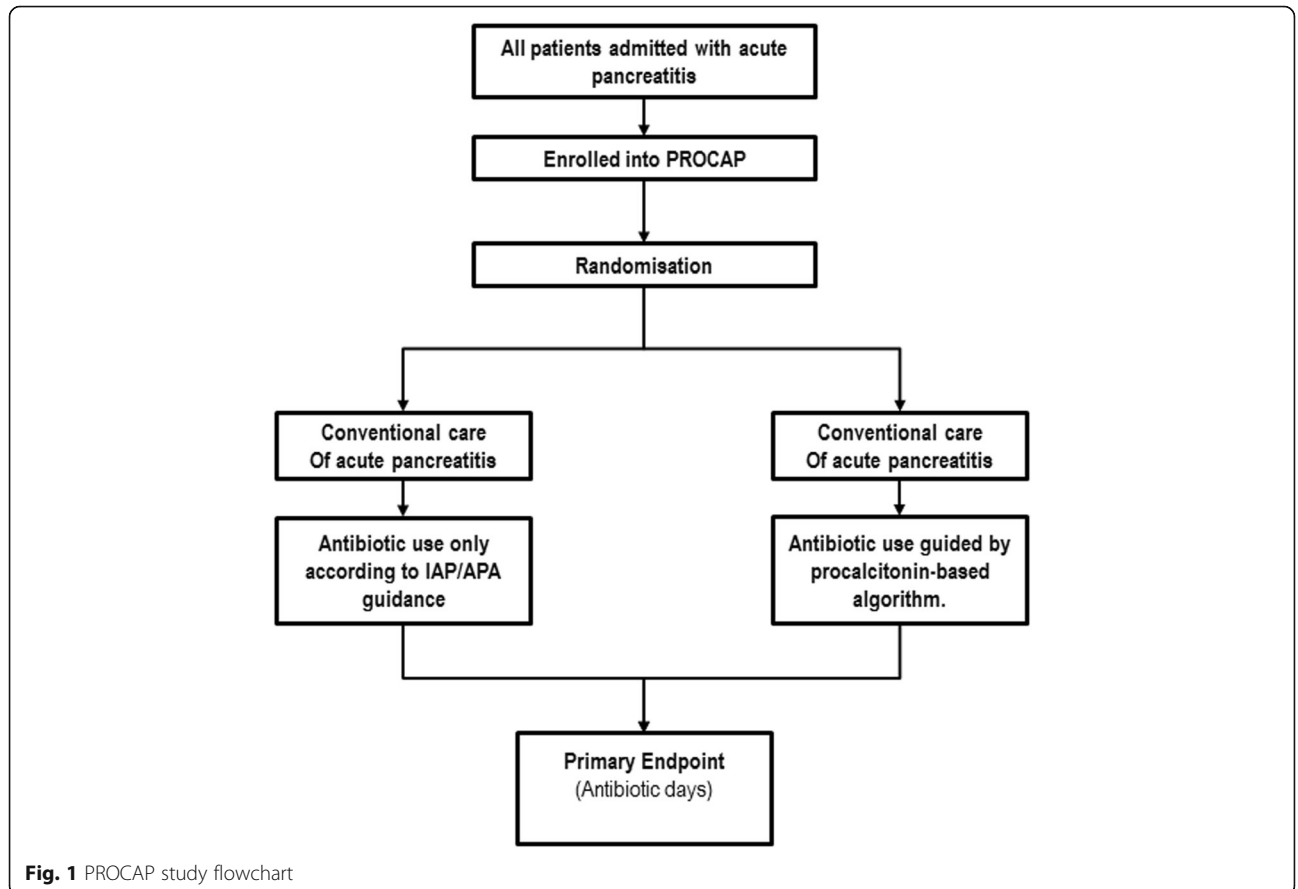 All patients admitted with acute
pancreatitis
Enrolled into PROCAP
Randomisation
Conventional care
Of acute pancreatitis
Antibiotic use only
according to IAP/APA
guidance
Conventional care
Of acute pancreatitis
Antibiotic use guided by
procalcitonin-based
algorithm.
Primary Endpoint
(Antibiotic days)
Fig. 1 PROCAP study flowchart